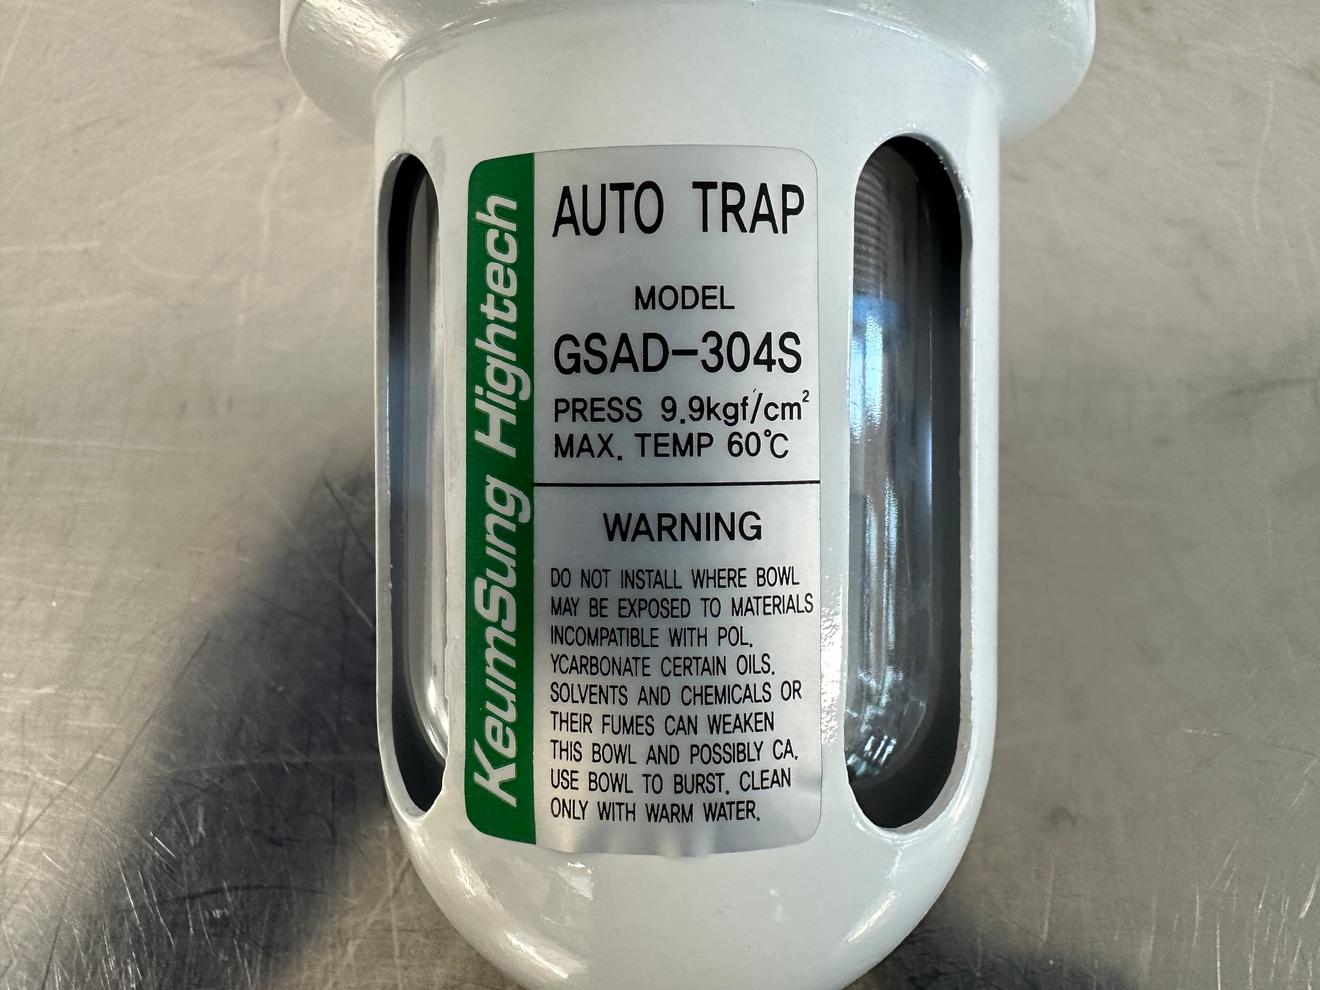 KeumSung Hightech
AUTO TRAP
MODEL
GSAD-304S
PRESS 9.9kgf/cm²
MAX. TEMP 60℃
WARNING
DO NOT INSTALL WHERE BOWL
MAY BE EXPOSED TO MATERIALS
INCOMPATIBLE WITH POL.
YCARBONATE CERTAIN OILS.
SOLVENTS AND CHEMICALS OR
THEIR FUMES CAN WEAKEN
THIS BOWL AND POSSIBLY CA.
USE BOWL TO BURST. CLEAN
ONLY WITH WARM WATER.